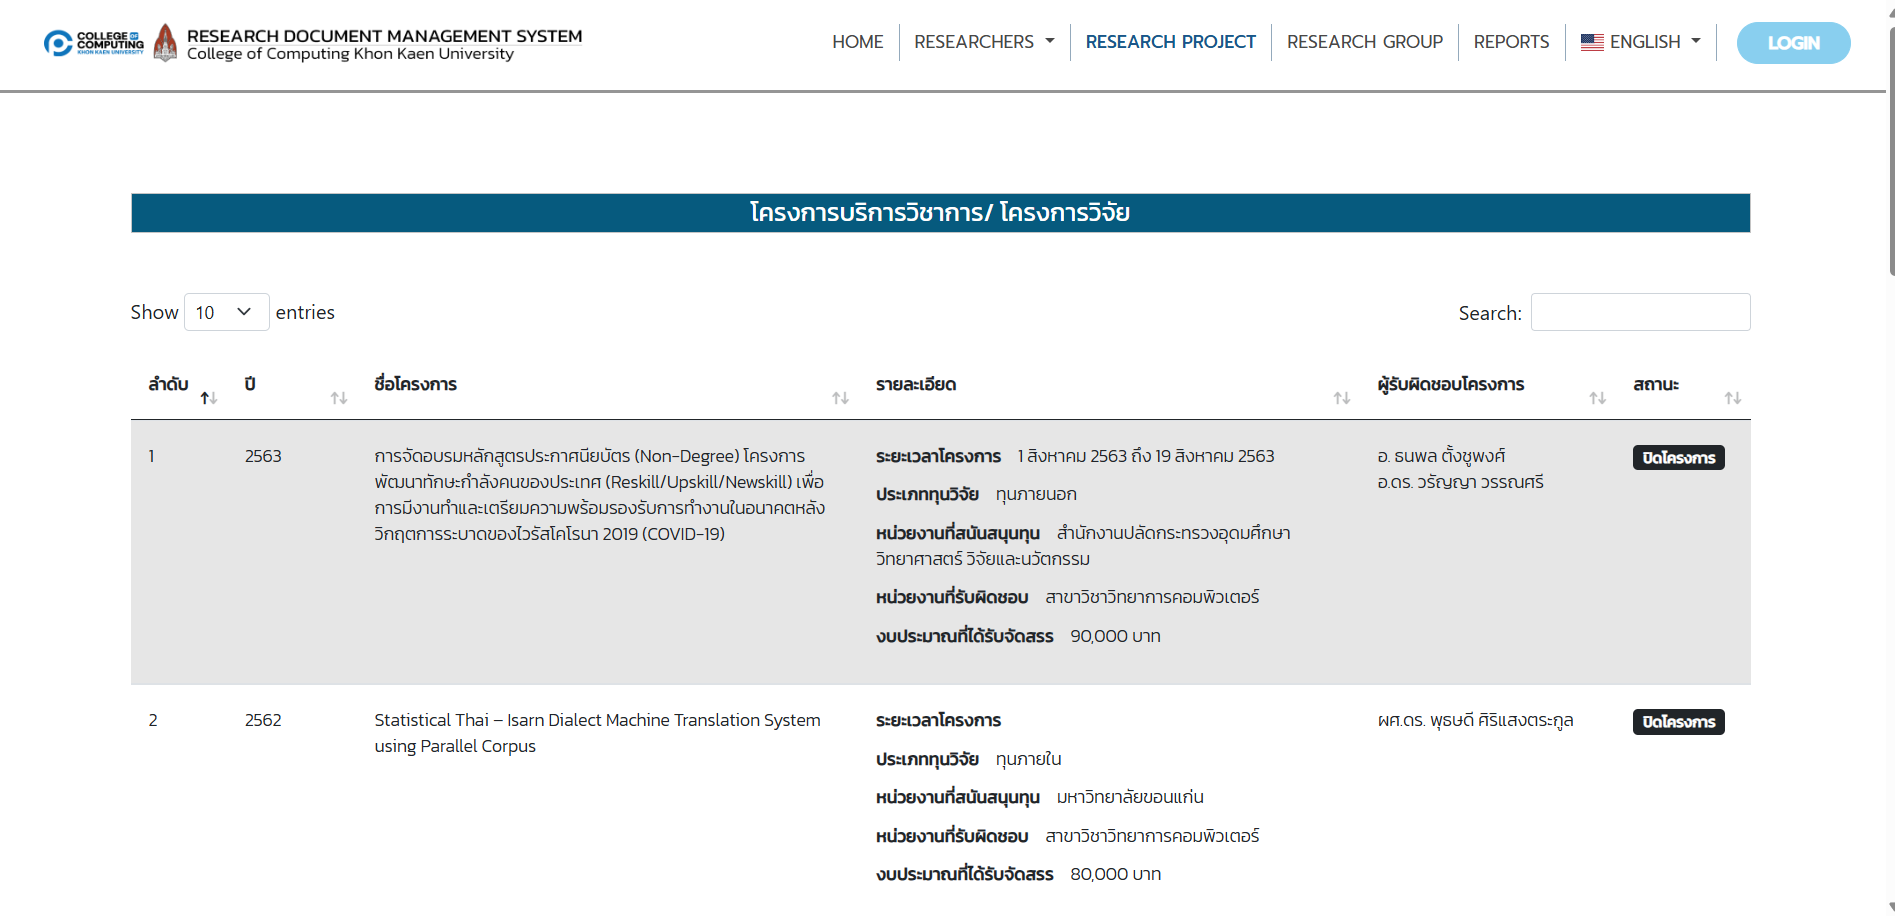 COLLEGE OF
COMPUTING
KHON KAEN UNIVERSITY
RESEARCH DOCUMENT MANAGEMENT SYSTEM
College of Computing Khon Kaen University
HOME RESEARCHERS RESEARCH PROJECT RESEARCH GROUP REPORTS ENGLISH LOGIN
โครงการบริการวิชาการ/ โครงการวิจัย
Show 10 entries
Search:
ลำดับ ปี ชื่อโครงการ รายละเอียด ผู้รับผิดชอบโครงการ สถานะ
1
2563
การจัดอบรมหลักสูตรประกาศนียบัตร (Non-Degree) โครงการ
พัฒนาทักษะกำลังคนของประเทศ (Reskill/Upskill/Newskill) เพื่อ
การมีงานทำและเตรียมความพร้อมรองรับการทำงานในอนาคตหลัง
วิกฤตการระบาดของไวรัสโคโรนา 2019 (COVID-19)
ระยะเวลาโครงการ 1 สิงหาคม 2563 ถึง 19 สิงหาคม 2563
ประเภททุนวิจัย ทุนภายนอก
หน่วยงานที่สนันสนุนทุน สำนักงานปลัดกระทรวงอุดมศึกษา
วิทยาศาสตร์ วิจัยและนวัตกรรม
หน่วยงานที่รับผิดชอบ สาขาวิชาวิทยาการคอมพิวเตอร์
งบประมาณที่ได้รับจัดสรร 90,000 บาท
อ. ธนพล ตั้งชูพงศ์
อ.ดร. วรัญญา วรรณศรี
ปิดโครงการ
2
2562
Statistical Thai – Isarn Dialect Machine Translation System
using Parallel Corpus
ระยะเวลาโครงการ
ประเภททุนวิจัย ทุนภายใน
หน่วยงานที่สนันสนุนทุน มหาวิทยาลัยขอนแก่น
หน่วยงานที่รับผิดชอบ สาขาวิชาวิทยาการคอมพิวเตอร์
งบประมาณที่ได้รับจัดสรร 80,000 บาท
ผศ.ดร. พุธษดี ศิริแสงตระกูล
ปิดโครงการ